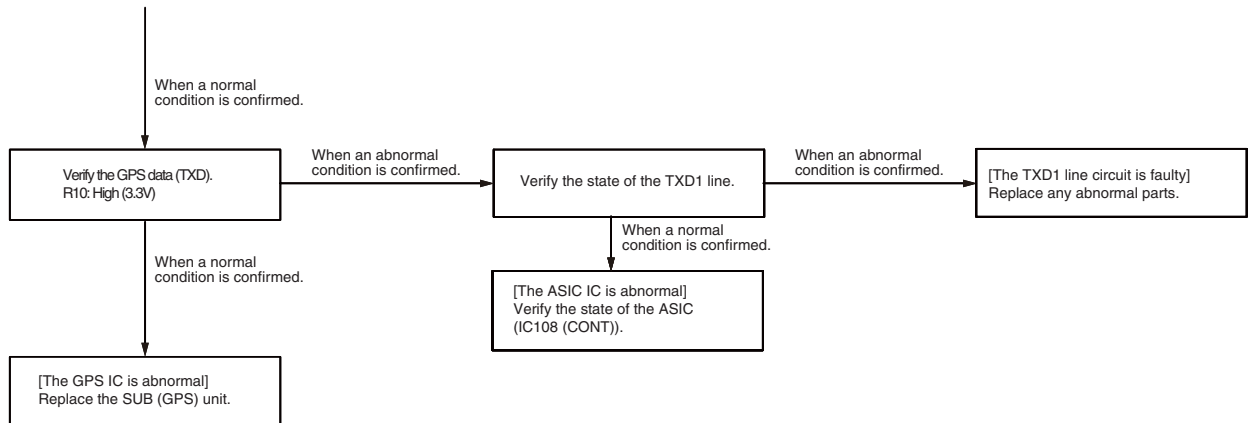 When a normal
condition is confirmed.
Verify the GPS data (TXD).
R10: High (3.3V)
When an abnormal
condition is confirmed.
Verify the state of the TXD1 line.
When an abnormal
condition is confirmed.
[The TXD1 line circuit is faulty]
Replace any abnormal parts.
When a normal
condition is confirmed.
When a normal
condition is confirmed.
[The ASIC IC is abnormal]
Verify the state of the ASIC
(IC108 (CONT)).
[The GPS IC is abnormal]
Replace the SUB (GPS) unit.